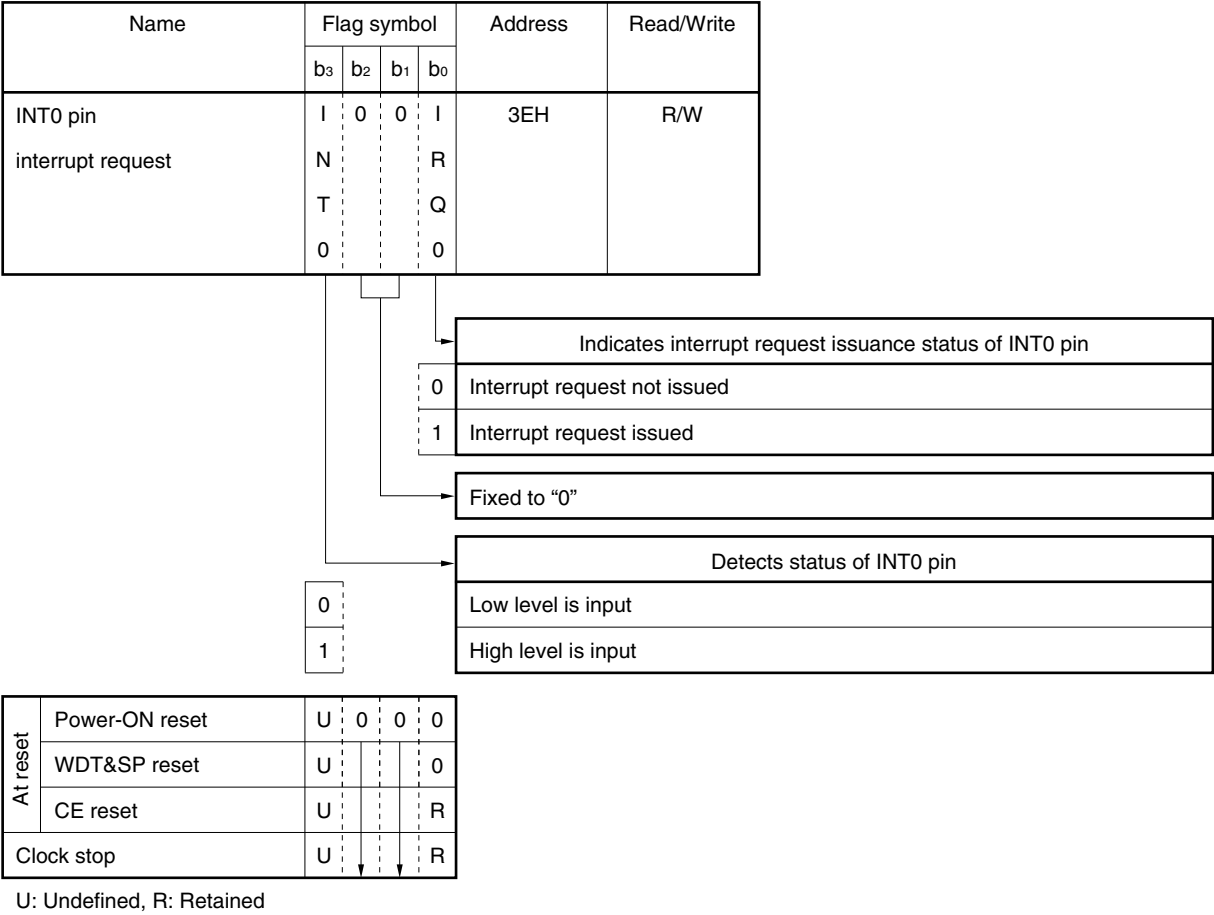 Name Flag symbol Address Read/Write
b3 b2 b1 b0
INT0 pin I 0 0 I 3EH R/W
interrupt request N R
T Q
0 0
Indicates interrupt request issuance status of INT0 pin
0 Interrupt request not issued
1 Interrupt request issued
Fixed to “0”
Detects status of INT0 pin
0 Low level is input
1 High level is input
At reset
Power-ON reset U 0 0 0
WDT&SP reset U 0
CE reset U R
Clock stop U R
U: Undefined, R: Retained